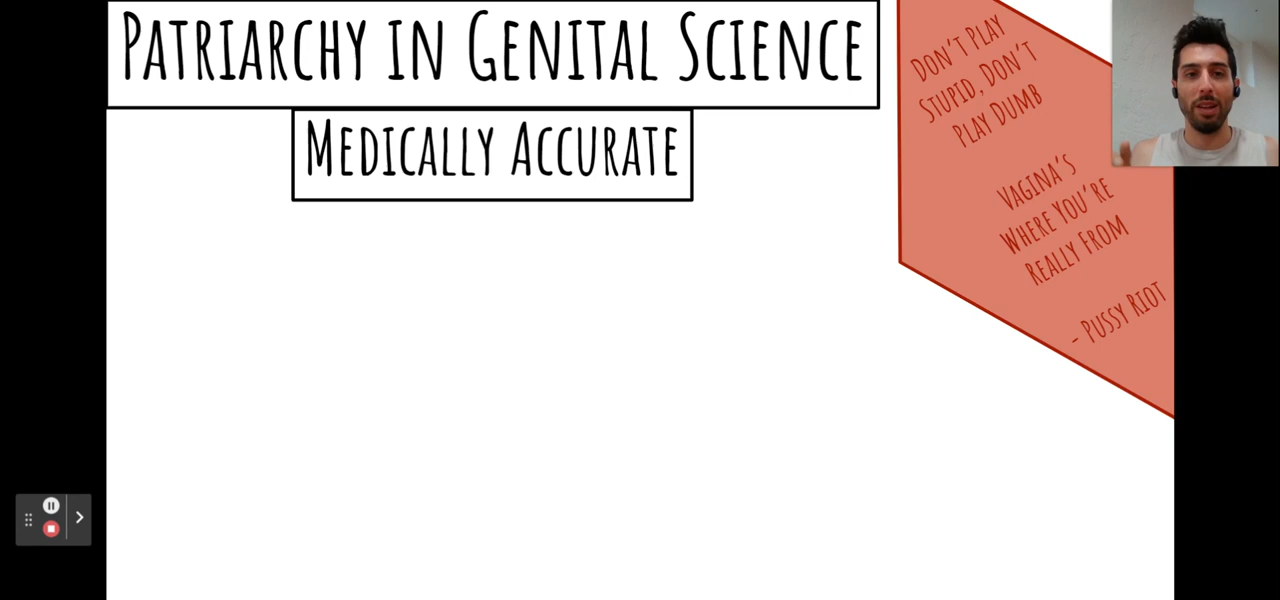 PATRIARCHY IN GENITAL SCIENCE
MEDICALLY ACCURATE
DON'T PLAY
STUPID, DON'T
PLAY DUMB
VAGINA'S
WHERE YOU'RE
REALLY FROM
- PUSSY RIOT